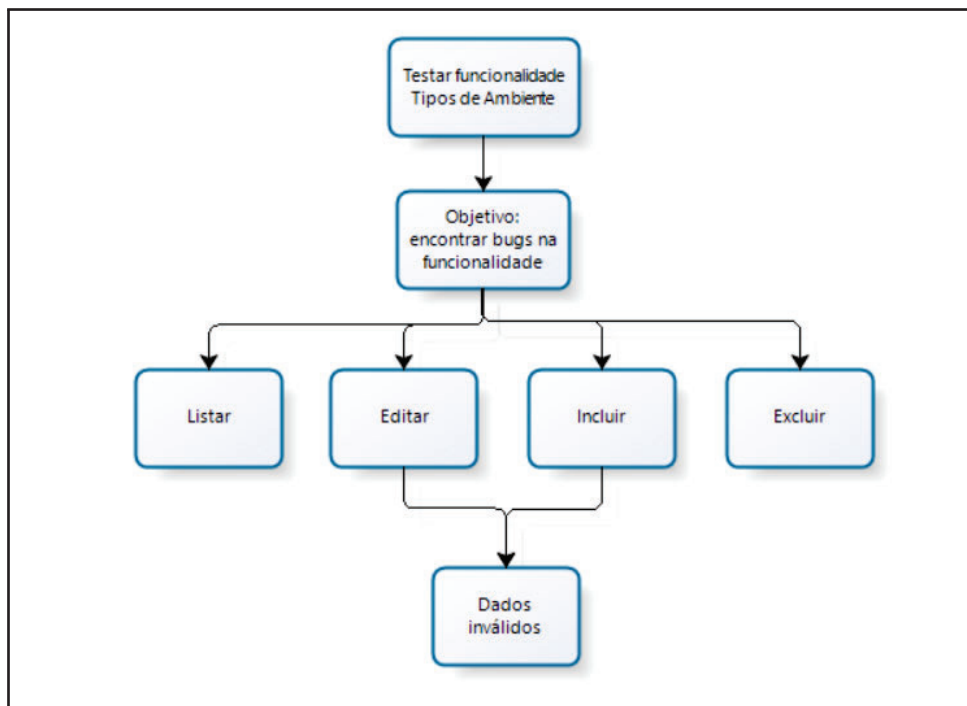 Testar funcionalidade
Tipos de Ambiente
Objetivo:
encontrar bugs na
funcionalidade
Listar
Editar
Incluir
Excluir
Dados
inválidos